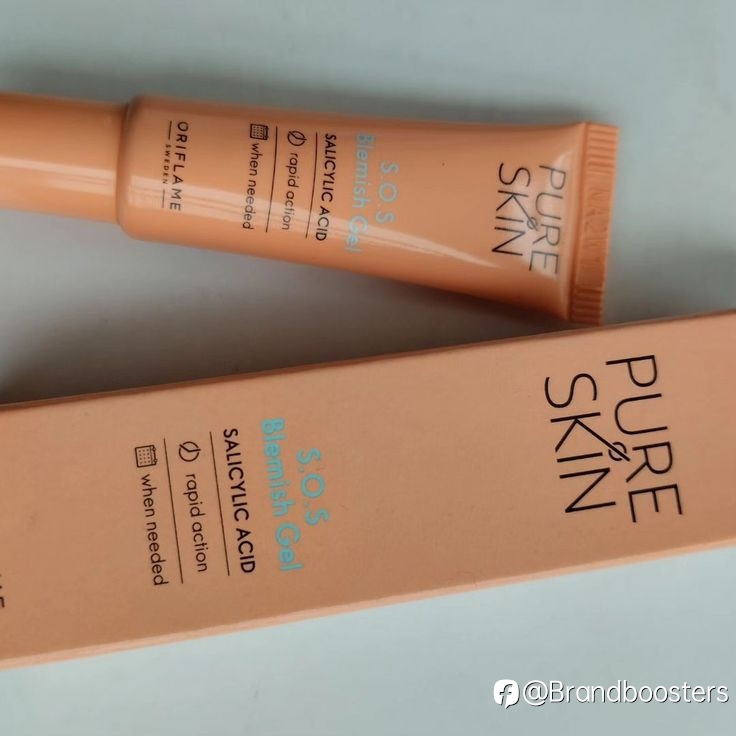 PURE
SKIN
S.O.S
Blemish Gel
SALICYLIC ACID
rapid action
when needed
ORIFLAME
SWEDEN
PURE
SKIN
S.O.S
Blemish Gel
SALICYLIC ACID
rapid action
when needed
@Brandboosters